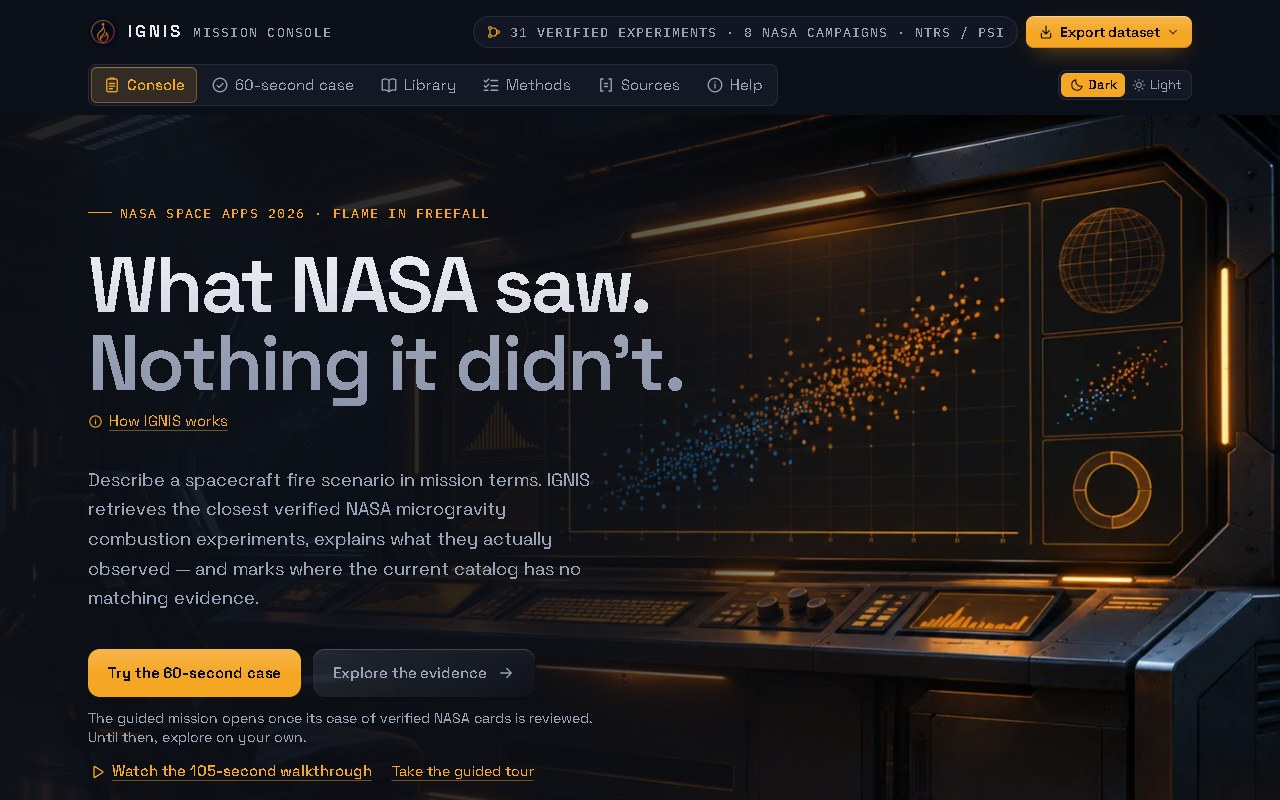 IGNIS MISSION CONSOLE
31 VERIFIED EXPERIMENTS · 8 NASA CAMPAIGNS · NTRS / PSI
Export dataset
Console
60-second case
Library
Methods
Sources
Help
Dark
Light
NASA SPACE APPS 2026 · FLAME IN FREEFALL
What NASA saw.
Nothing it didn’t.
How IGNIS works
Describe a spacecraft fire scenario in mission terms. IGNIS
retrieves the closest verified NASA microgravity
combustion experiments, explains what they actually
observed — and marks where the current catalog has no
matching evidence.
Try the 60-second case
Explore the evidence →
The guided mission opens once its case of verified NASA cards is reviewed.
Until then, explore on your own.
Watch the 105-second walkthrough
Take the guided tour